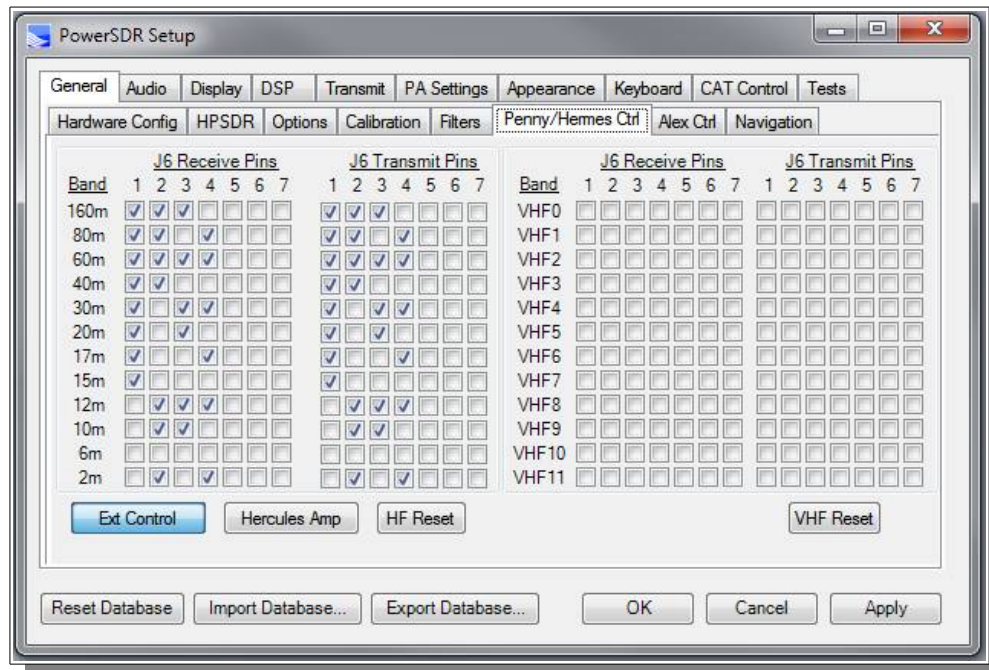 PowerSDR Setup
General Audio Display DSP Transmit PA Settings Appearance Keyboard CAT Control Tests
Hardware Config HPSDR Options Calibration Filters Penny/Hermes Ctrl Alex Ctrl Navigation
J6 Receive Pins J6 Transmit Pins J6 Receive Pins J6 Transmit Pins
Band 1 2 3 4 5 6 7 1 2 3 4 5 6 7 Band 1 2 3 4 5 6 7 1 2 3 4 5 6 7
160m VHF0
80m VHF1
60m VHF2
40m VHF3
30m VHF4
20m VHF5
17m VHF6
15m VHF7
12m VHF8
10m VHF9
6m VHF10
2m VHF11
Ext Control Hercules Amp HF Reset VHF Reset
Reset Database Import Database... Export Database... OK Cancel Apply